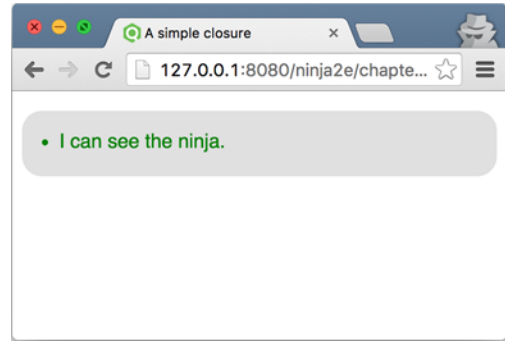 A simple closure
127.0.0.1:8080/ninja2e/chapte...
• I can see the ninja.